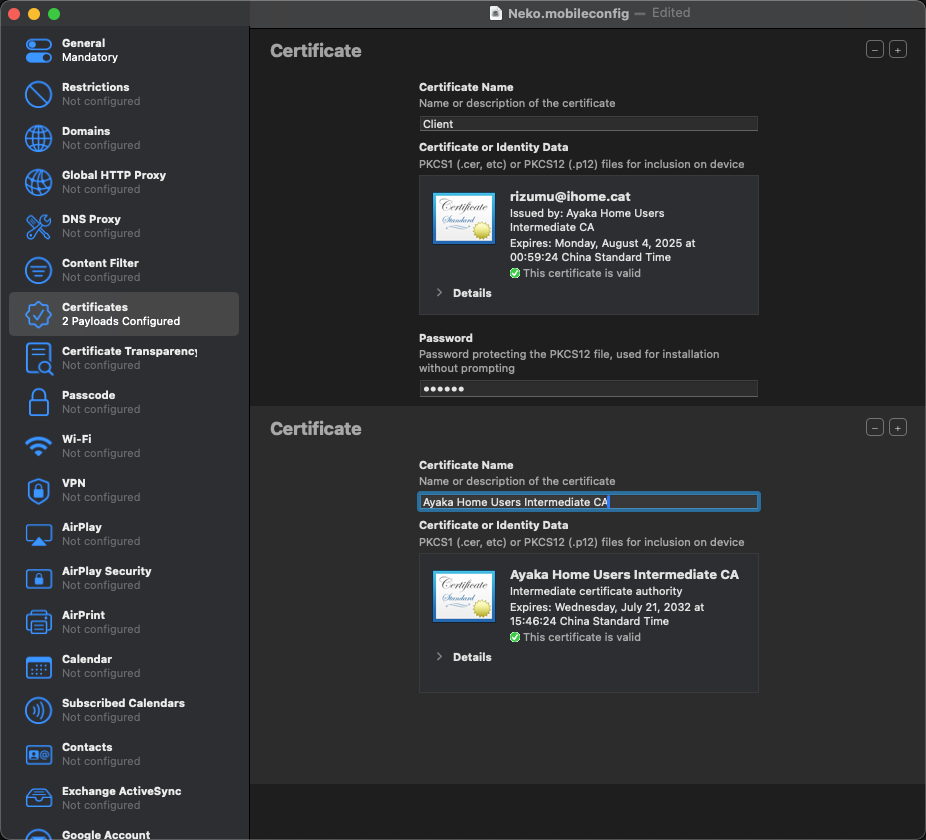 Neko.mobileconfig — Edited
General
Mandatory
Restrictions
Not configured
Domains
Not configured
Global HTTP Proxy
Not configured
DNS Proxy
Not configured
Content Filter
Not configured
Certificates
2 Payloads Configured
Certificate Transparency
Not configured
Passcode
Not configured
Wi-Fi
Not configured
VPN
Not configured
AirPlay
Not configured
AirPlay Security
Not configured
AirPrint
Not configured
Calendar
Not configured
Subscribed Calendars
Not configured
Contacts
Not configured
Exchange ActiveSync
Not configured
Google Account
Certificate
Certificate Name
Name or description of the certificate
Client
Certificate or Identity Data
PKCS1 (.cer, etc) or PKCS12 (.p12) files for inclusion on device
Certificate
Standard
rizumu@ihome.cat
Issued by: Ayaka Home Users
Intermediate CA
Expires: Monday, August 4, 2025 at
00:59:24 China Standard Time
This certificate is valid
Details
Password
Password protecting the PKCS12 file, used for installation
without prompting
••••••
Certificate
Certificate Name
Name or description of the certificate
Ayaka Home Users Intermediate CA
Certificate or Identity Data
PKCS1 (.cer, etc) or PKCS12 (.p12) files for inclusion on device
Certificate
Standard
Ayaka Home Users Intermediate CA
Intermediate certificate authority
Expires: Wednesday, July 21, 2032 at
15:46:24 China Standard Time
This certificate is valid
Details